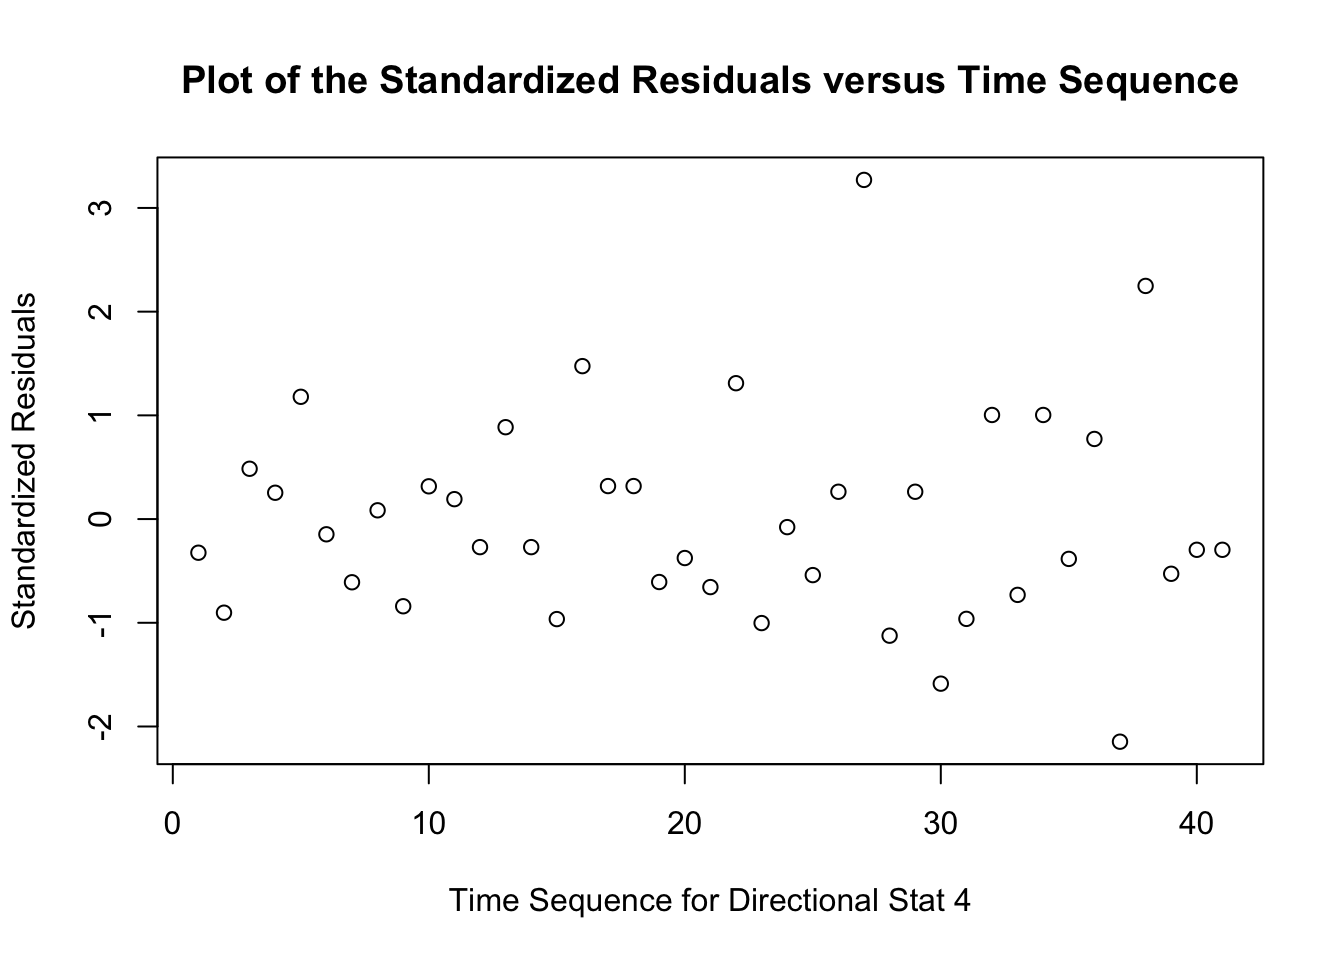 Plot of the Standardized Residuals versus Time Sequence
Standardized Residuals
3
2
1
0
-1
-2
0 10 20 30 40
Time Sequence for Directional Stat 4